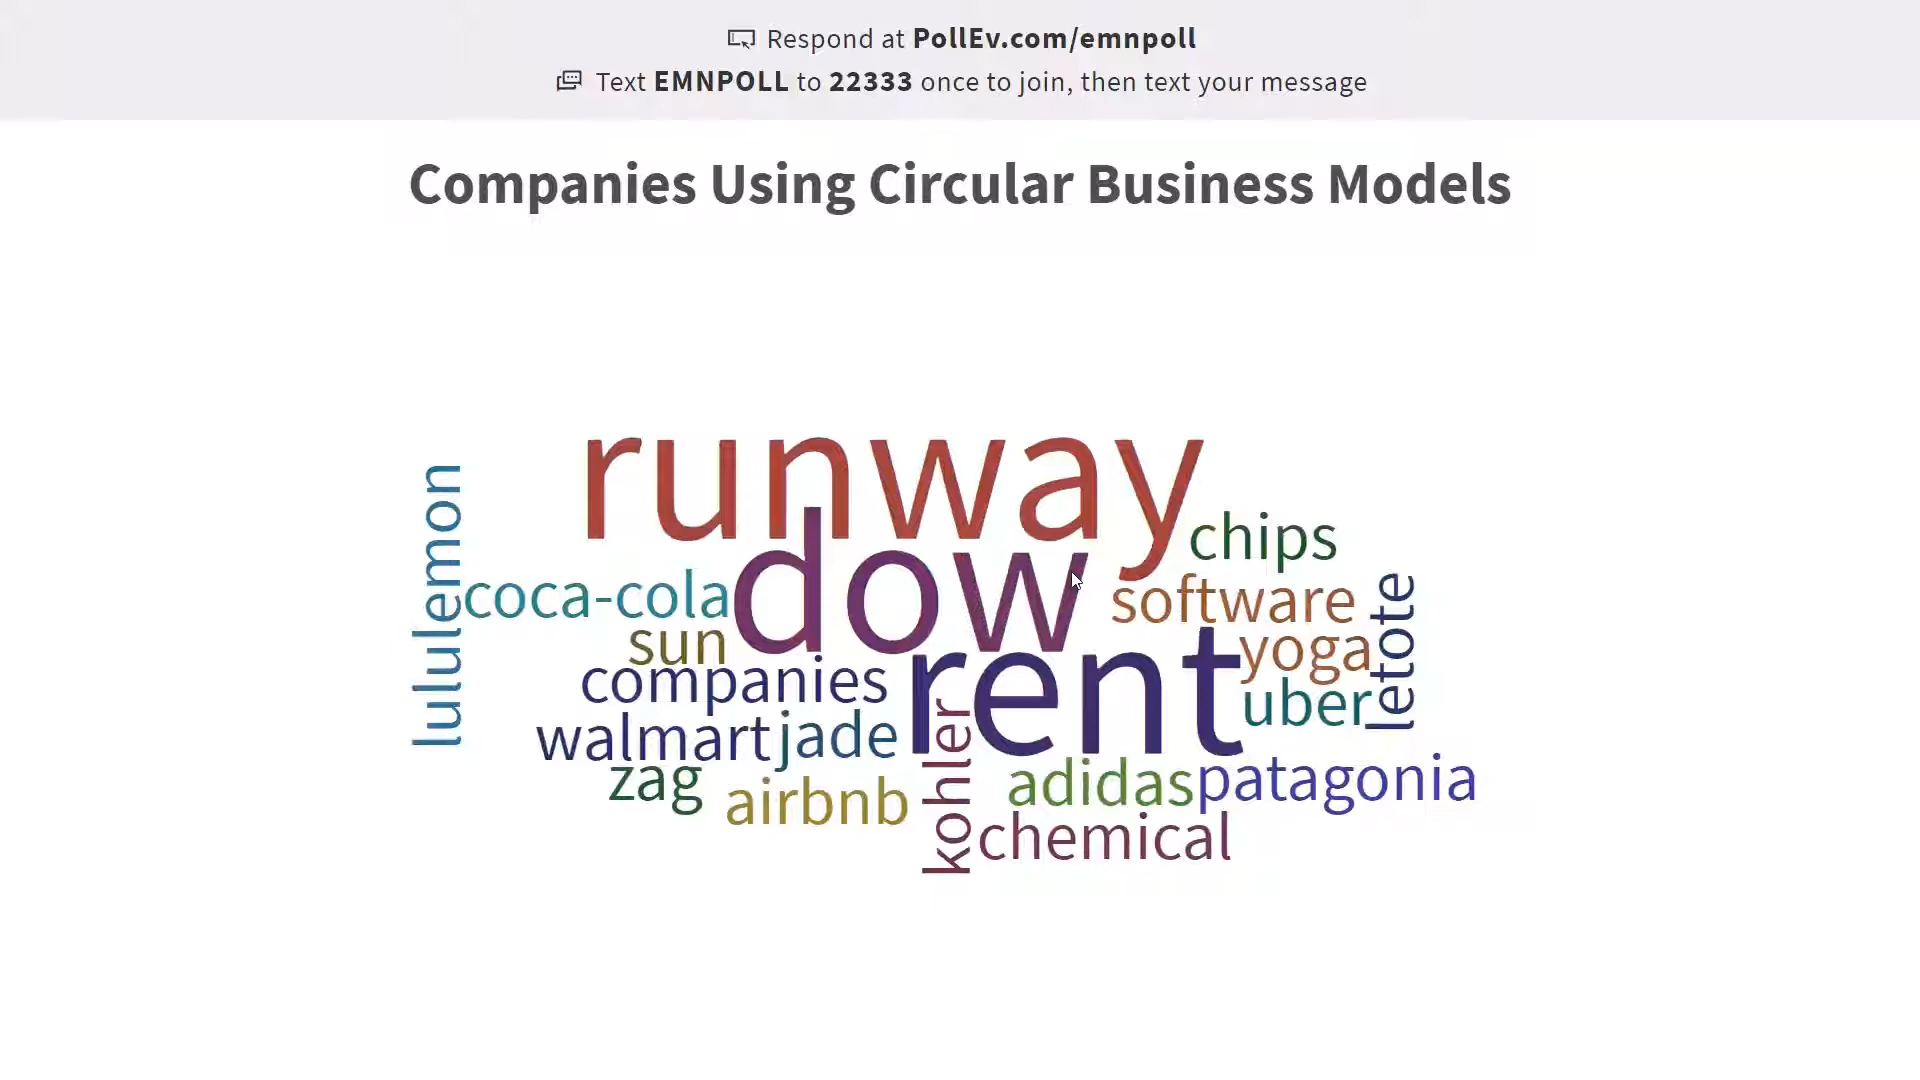 Respond at PollEv.com/emnpoll
Text EMNPOLL to 22333 once to join, then text your message
Companies Using Circular Business Models
runway
lululemon
chips
dow
coca-cola
software
sun
letote
yoga
companies
rent
uber
walmart
jade
kohler
zag
airbnb
adidas
patagonia
chemical